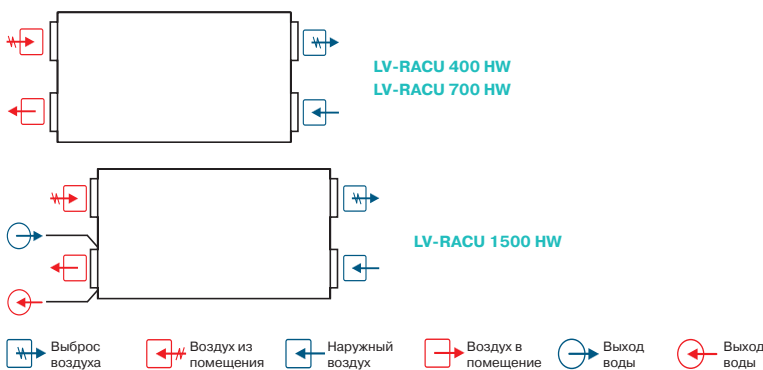 LV-RACU 400 HW
LV-RACU 700 HW
LV-RACU 1500 HW
Выброс воздуха
Воздух из помещения
Наружный воздух
Воздух в помещение
Выход воды
Выход воды